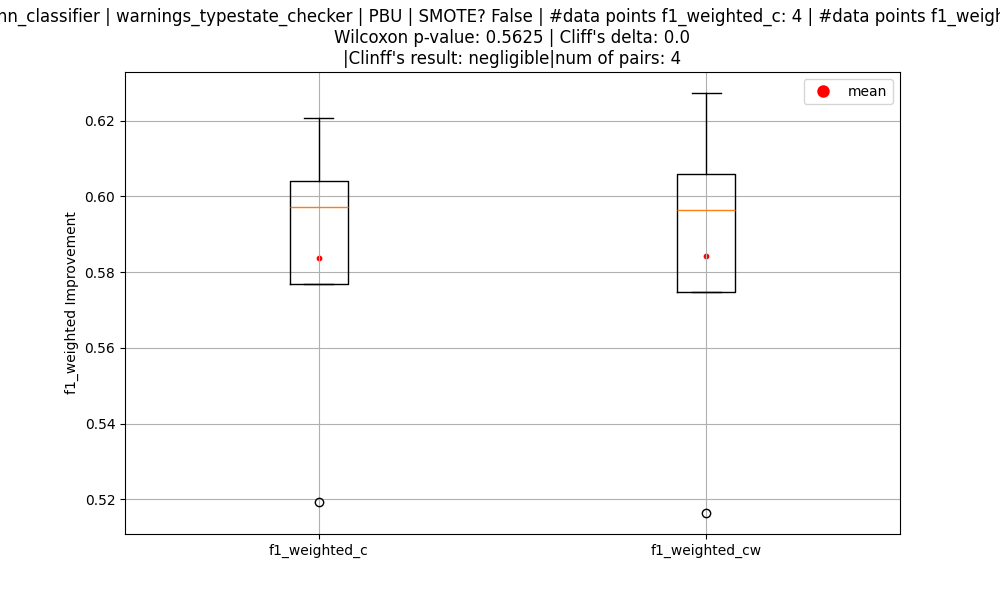 nn_classifier | warnings_typestate_checker | PBU | SMOTE? False | #data points f1_weighted_c: 4 | #data points f1_weigh
Wilcoxon p-value: 0.5625 | Cliff's delta: 0.0
|Clinff's result: negligible|num of pairs: 4
mean
0.62
0.60
0.58
0.56
0.54
0.52
f1_weighted Improvement
f1_weighted_c
f1_weighted_cw